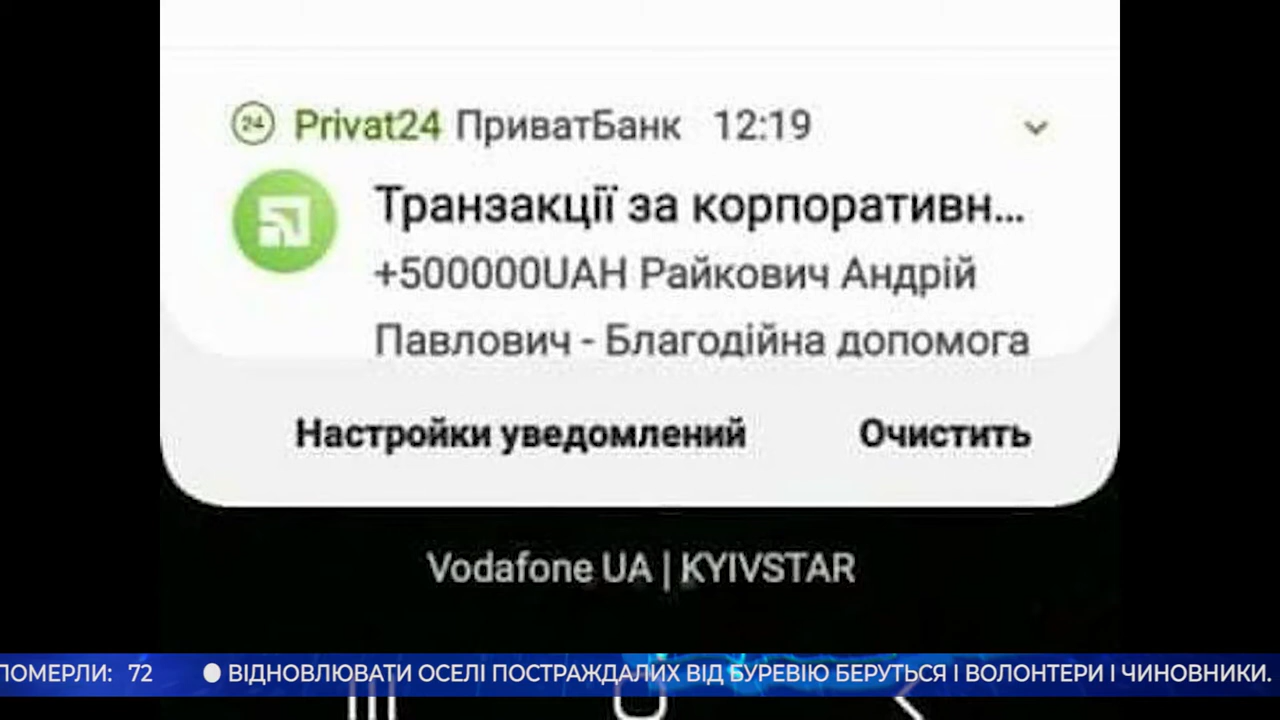 24 Privat24 ПриватБанк 12:19
Транзакції за корпоративн...
+500000UAH Райкович Андрій
Павлович - Благодійна допомога
Настройки уведомлений Очистить
Vodafone UA | KYIVSTAR
ПОМЕРЛИ: 72 ● ВІДНОВЛЮВАТИ ОСЕЛІ ПОСТРАЖДАЛИХ ВІД БУРЕВІЮ БЕРУТЬСЯ І ВОЛОНТЕРИ І ЧИНОВНИКИ.